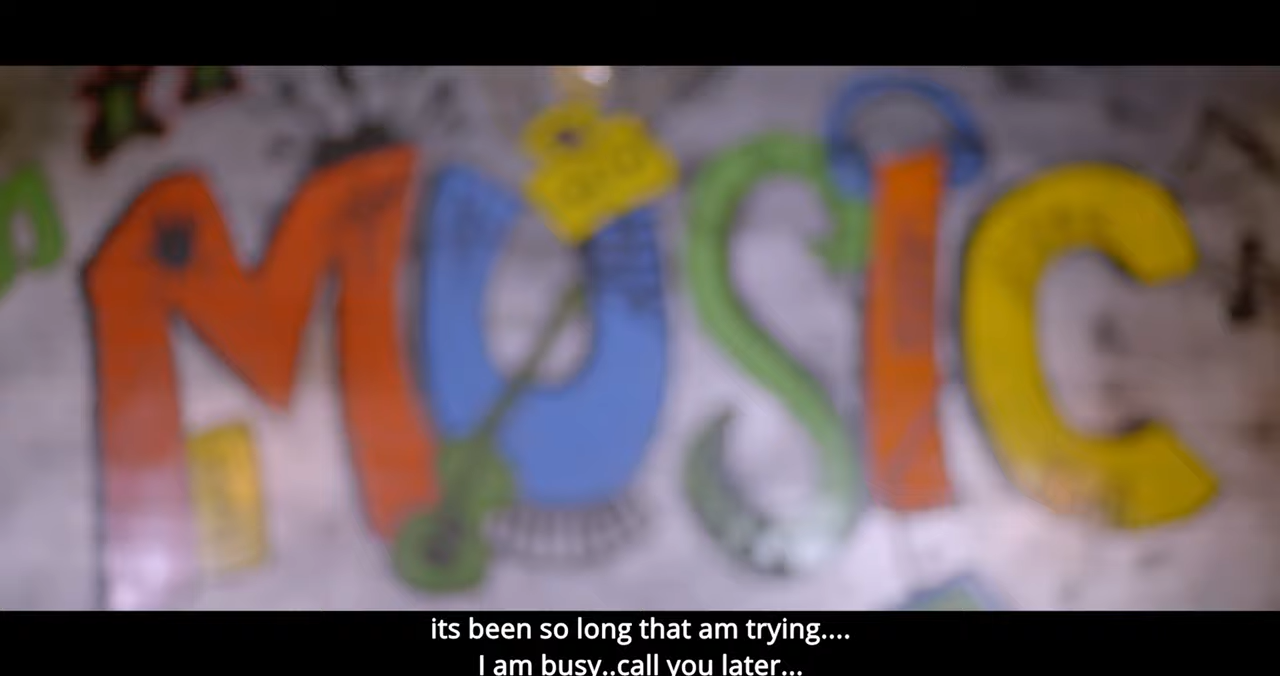 MUSIC
its been so long that am trying....
I am busy..call you later...